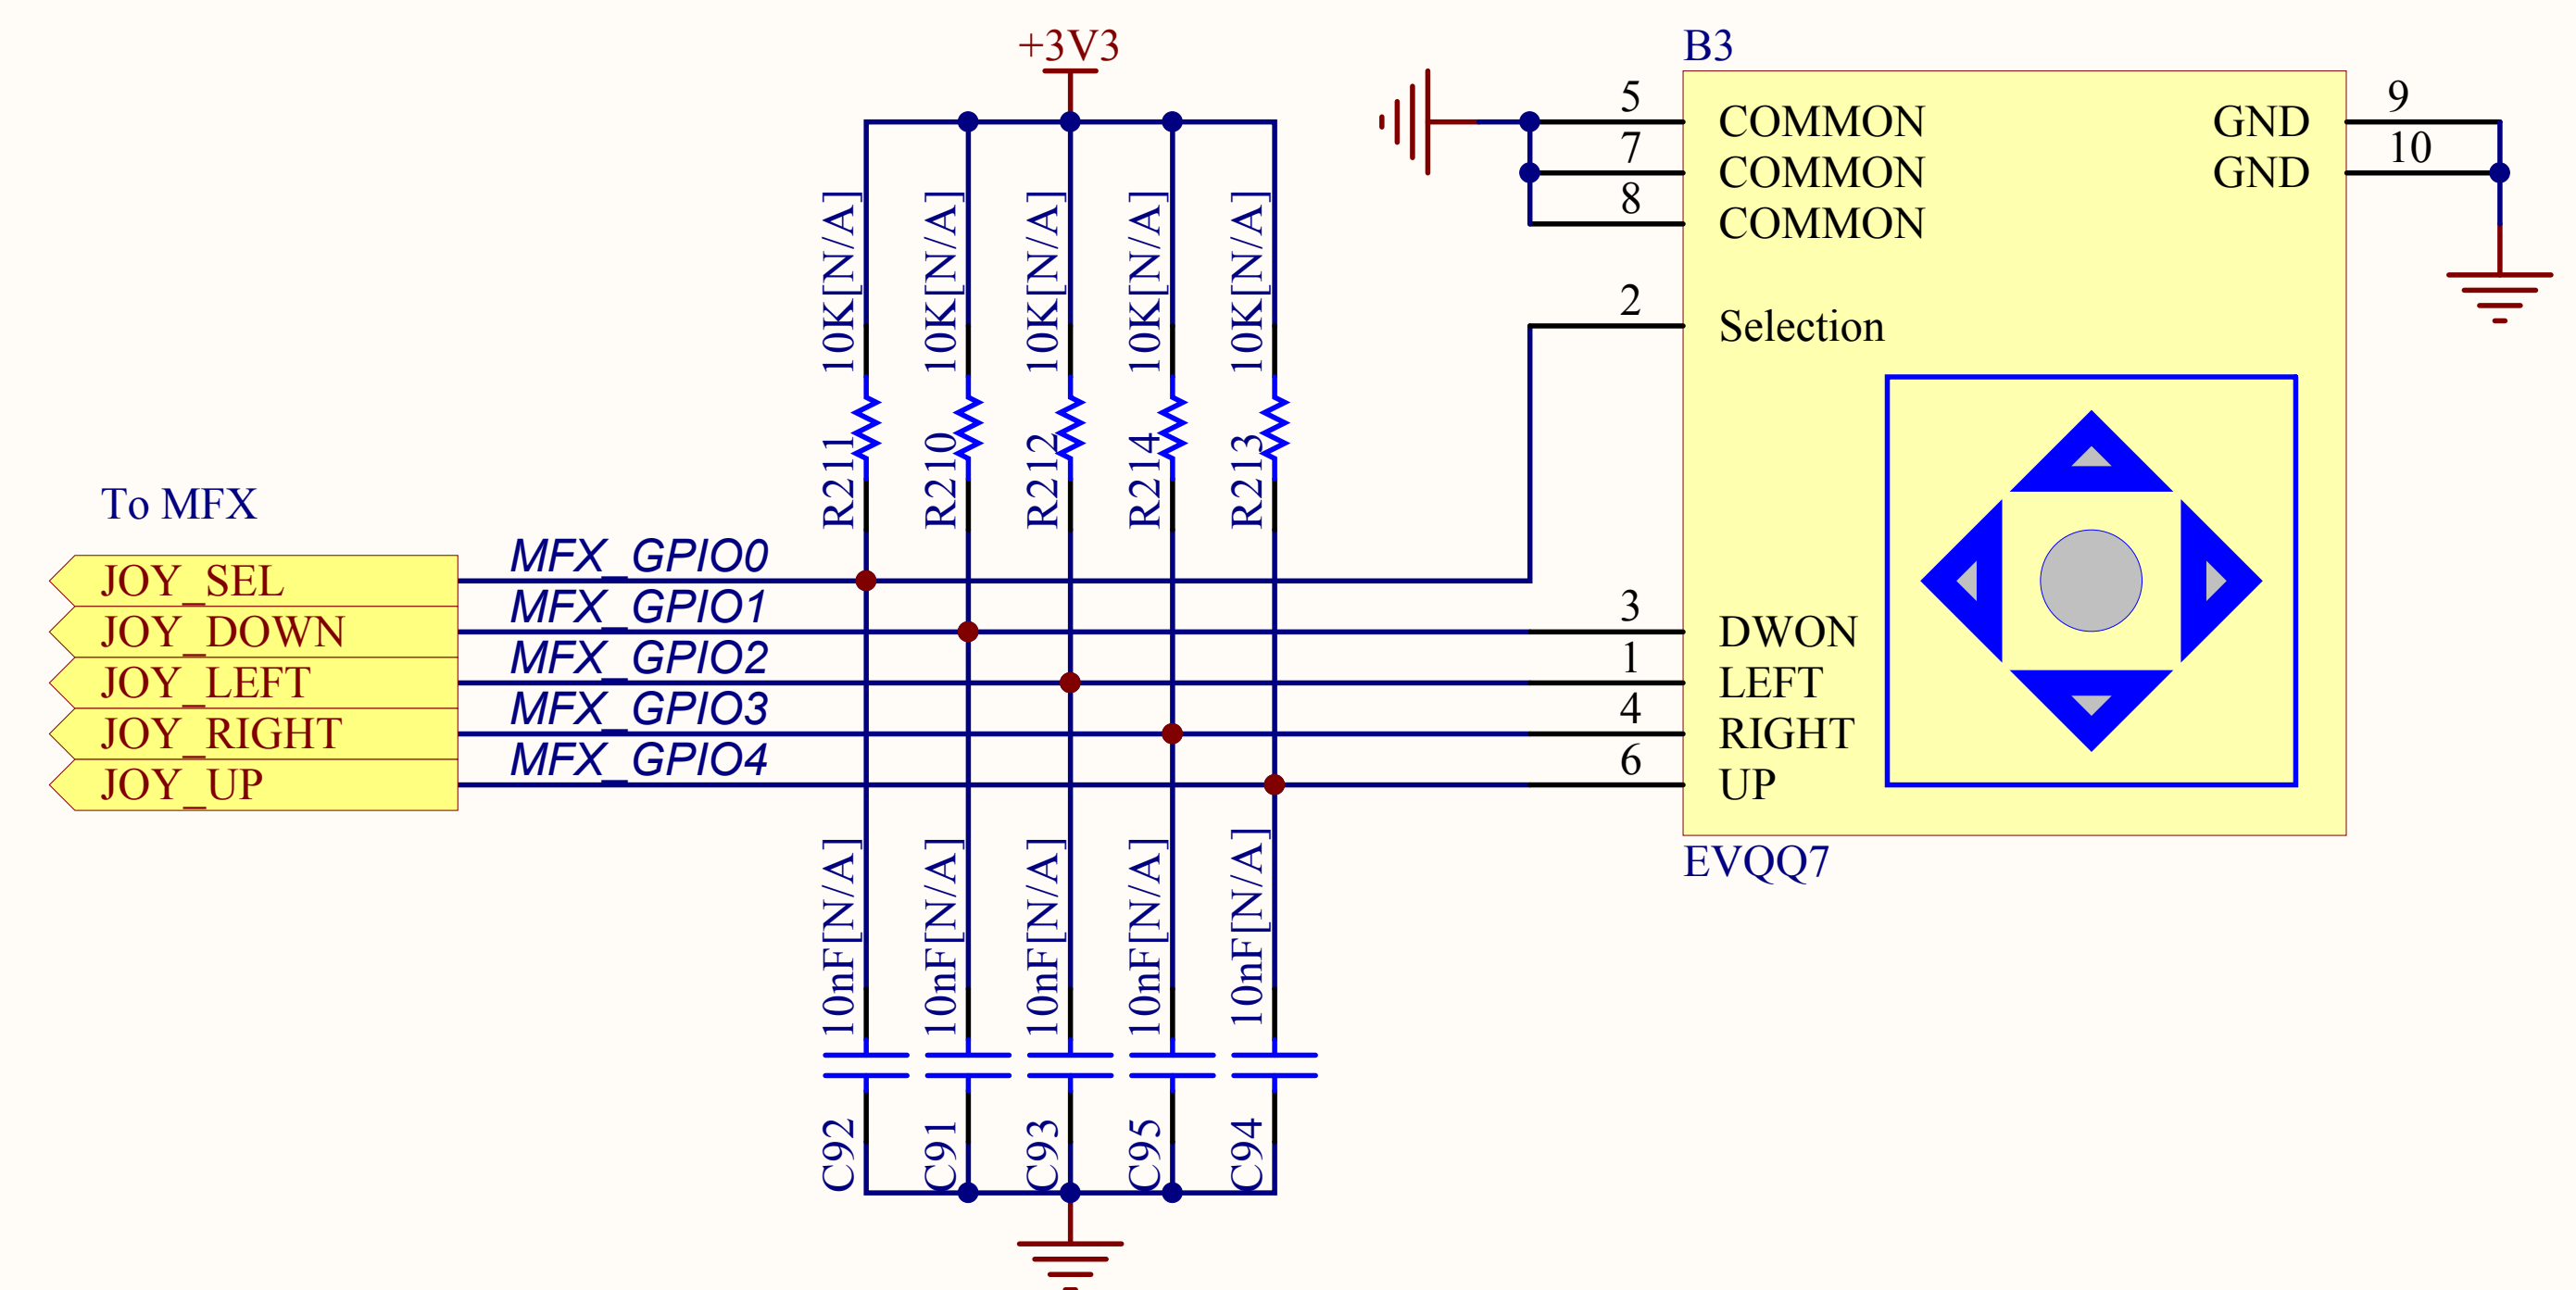 +3V3
B3
5
COMMON
7
COMMON
8
COMMON
2
Selection
GND
9
GND
10
10K[N/A]
10K[N/A]
10K[N/A]
10K[N/A]
10K[N/A]
R211
R210
R212
R214
R213
To MFX
JOY_SEL
MFX_GPIO0
JOY_DOWN
MFX_GPIO1
3
DWON
JOY_LEFT
MFX_GPIO2
1
LEFT
JOY_RIGHT
MFX_GPIO3
4
RIGHT
JOY_UP
MFX_GPIO4
6
UP
EVQQ7
10nF[N/A]
10nF[N/A]
10nF[N/A]
10nF[N/A]
10nF[N/A]
C92
C91
C93
C95
C94